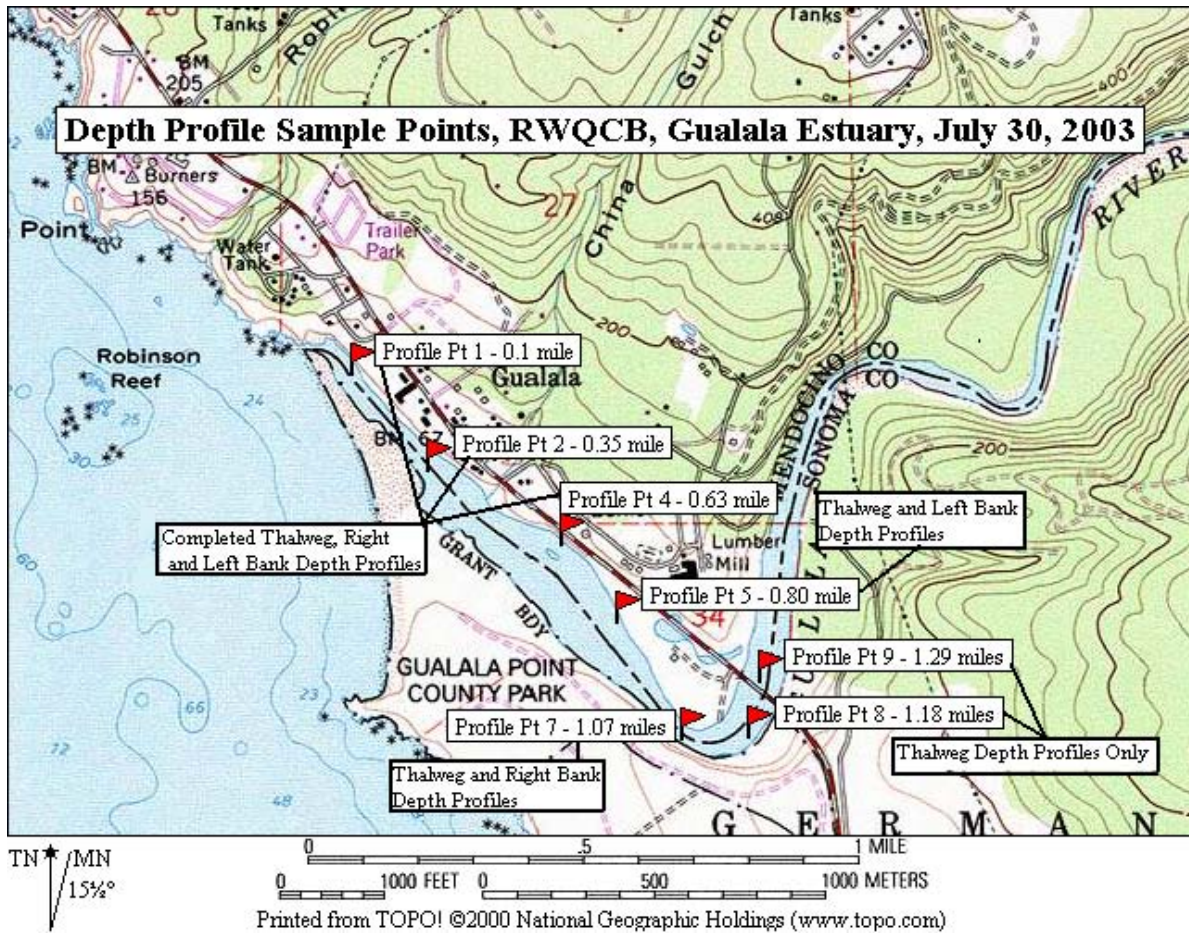 Tanks
Tanks
BM
205
Gulch
400
Depth Profile Sample Points, RWQCB, Gualala Estuary, July 30, 2003
BM
Burners
156
27
China
400
RIVER
Point
Trailer
Park
Water
Tank
200
Robinson
Reef
24
25
30
Profile Pt 1 - 0.1 mile
Gualala
MENDOCINO CO
SONOMA CO
200
BM 67
Profile Pt 2 - 0.35 mile
Profile Pt 4 - 0.63 mile
Thalweg and Left Bank
Depth Profiles
Completed Thalweg, Right
and Left Bank Depth Profiles
Lumber
Mill
60
GRANT
BDY
Profile Pt 5 - 0.80 mile
34
GUALALA POINT
COUNTY PARK
Profile Pt 9 - 1.29 miles
23
66
Profile Pt 7 - 1.07 miles
Profile Pt 8 - 1.18 miles
Thalweg Depth Profiles Only
Thalweg and Right Bank
Depth Profiles
72
48
GERMAN
TN
MN
15½°
0 .5 1 MILE
0 1000 FEET 0 500 1000 METERS
Printed from TOPO! ©2000 National Geographic Holdings (www.topo.com)